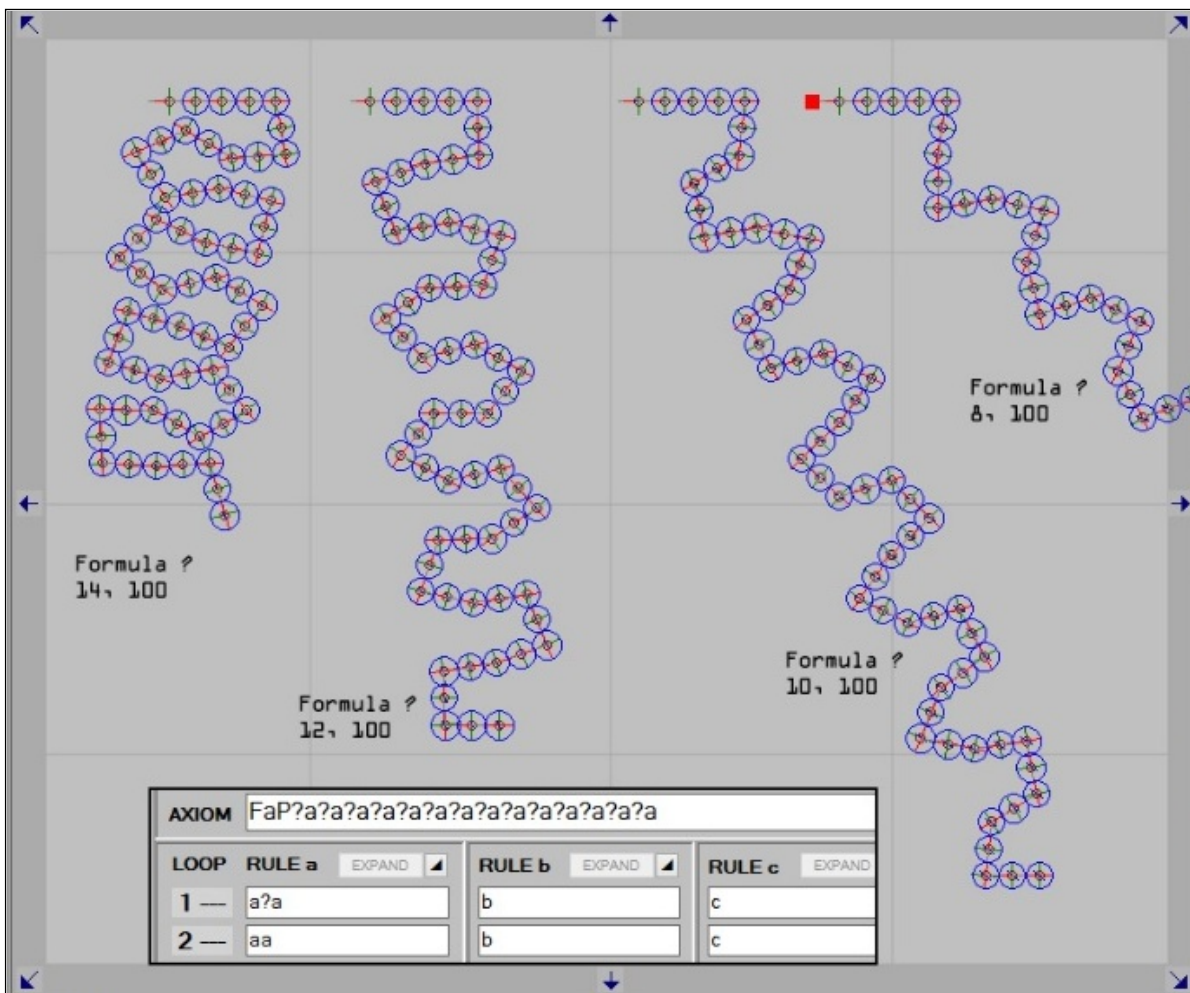 Formula ?
8, 100
Formula ?
14, 100
Formula ?
10, 100
Formula ?
12, 100
AXIOM FaP?a?a?a?a?a?a?a?a?a?a?a?a?a?a
LOOP RULE a EXPAND RULE b EXPAND RULE c EXPAND
1 --- a?a b c
2 --- aa b c